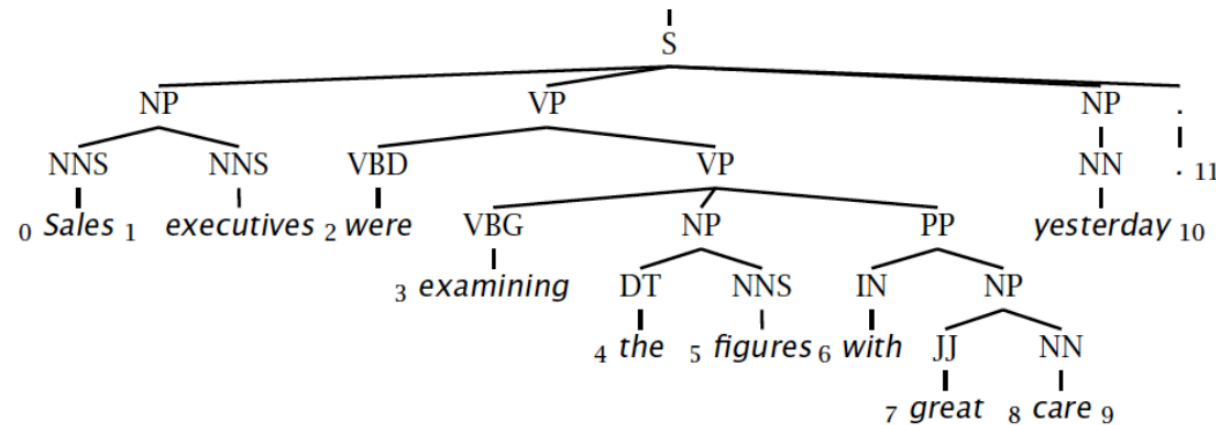 S
NP VP NP .
NNS NNS VBD VP NN . 11
0 Sales 1 executives 2 were VBG NP PP yesterday 10
3 examining DT NNS IN NP
4 the 5 figures 6 with JJ NN
7 great 8 care 9